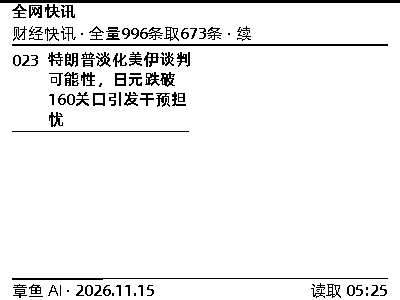 全网快讯
财经快讯 · 全量996条取673条 · 续
023 特朗普淡化美伊谈判
可能性，日元跌破
160关口引发干预担
忧
章鱼 AI · 2026.11.15 读取 05:25